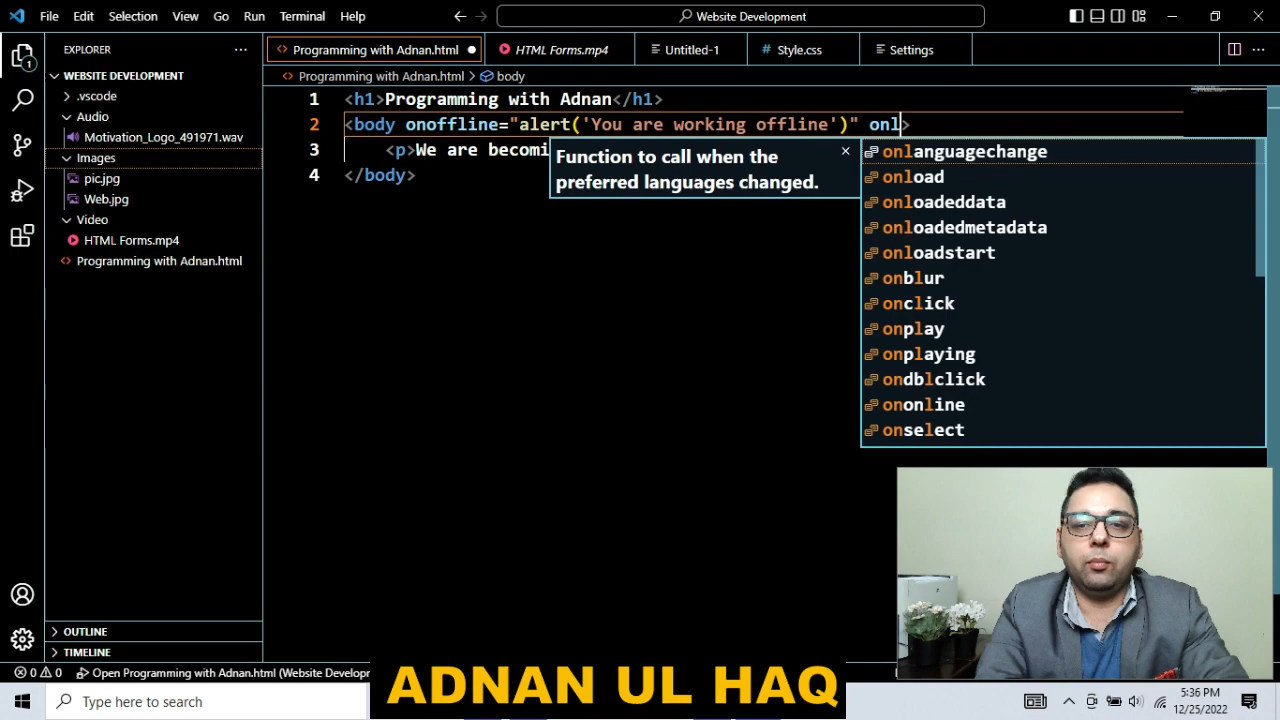 File Edit Selection View Go Run Terminal Help
Website Development
EXPLORER
Programming with Adnan.html
HTML Forms.mp4
Untitled-1
Style.css
Settings
WEBSITE DEVELOPMENT
.vscode
Audio
Motivation_Logo_491971.wav
Images
pic.jpg
Web.jpg
Video
HTML Forms.mp4
Programming with Adnan.html
OUTLINE
TIMELINE
Programming with Adnan.html > body
1 <h1>Programming with Adnan</h1>
2 <body onoffline="alert('You are working offline')" onl>
3 <p>We are becomi
4 </body>
Function to call when the
preferred languages changed.
onlanguagechange
onload
onloadeddata
onloadedmetadata
onloadstart
onblur
onclick
onplay
onplaying
ondblclick
ononline
onselect
1
0 0 Open Programming with Adnan.html (Website Develop
ADNAN UL HAQ
Type here to search
5:36 PM
12/25/2022